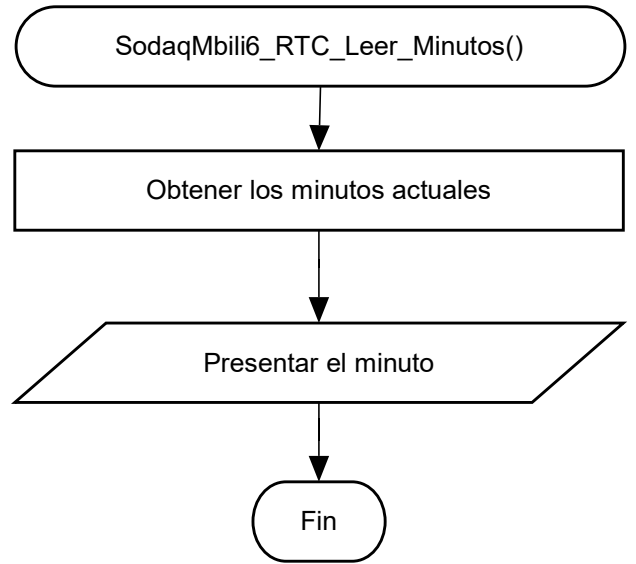 SodaqMbili6_RTC_Leer_Minutos()
Obtener los minutos actuales
Presentar el minuto
Fin